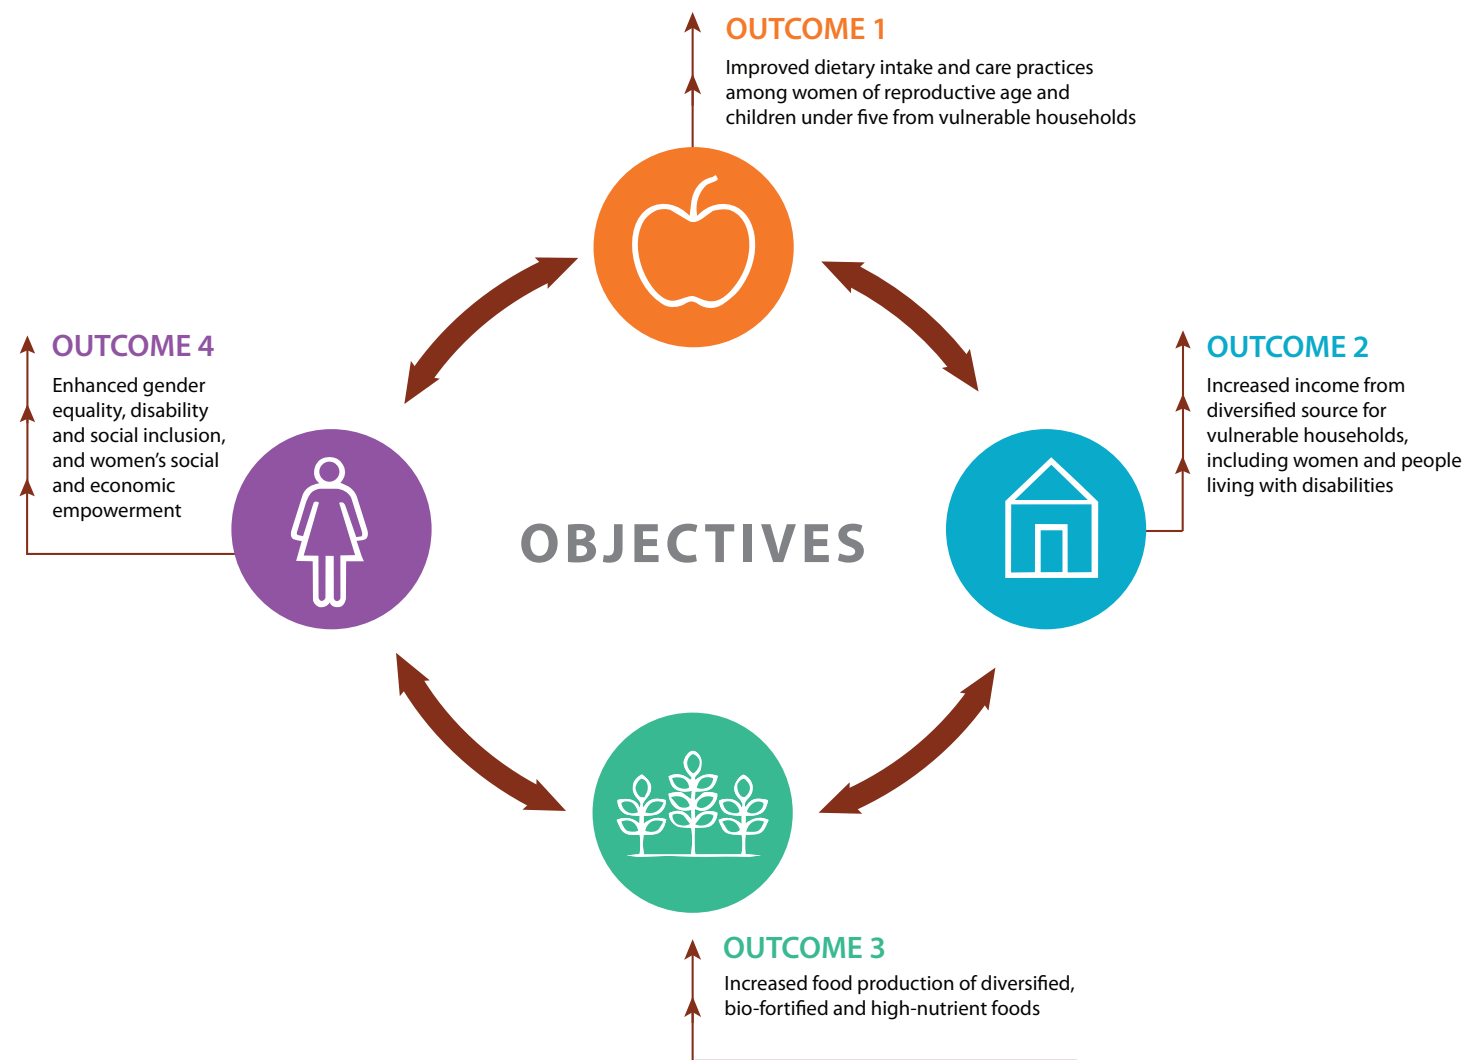 OUTCOME 1
Improved dietary intake and care practices
among women of reproductive age and
children under five from vulnerable households
OUTCOME 2
Increased income from
diversified source for
vulnerable households,
including women and people
living with disabilities
OUTCOME 4
Enhanced gender
equality, disability
and social inclusion,
and women’s social
and economic
empowerment
OBJECTIVES
OUTCOME 3
Increased food production of diversified,
bio-fortified and high-nutrient foods